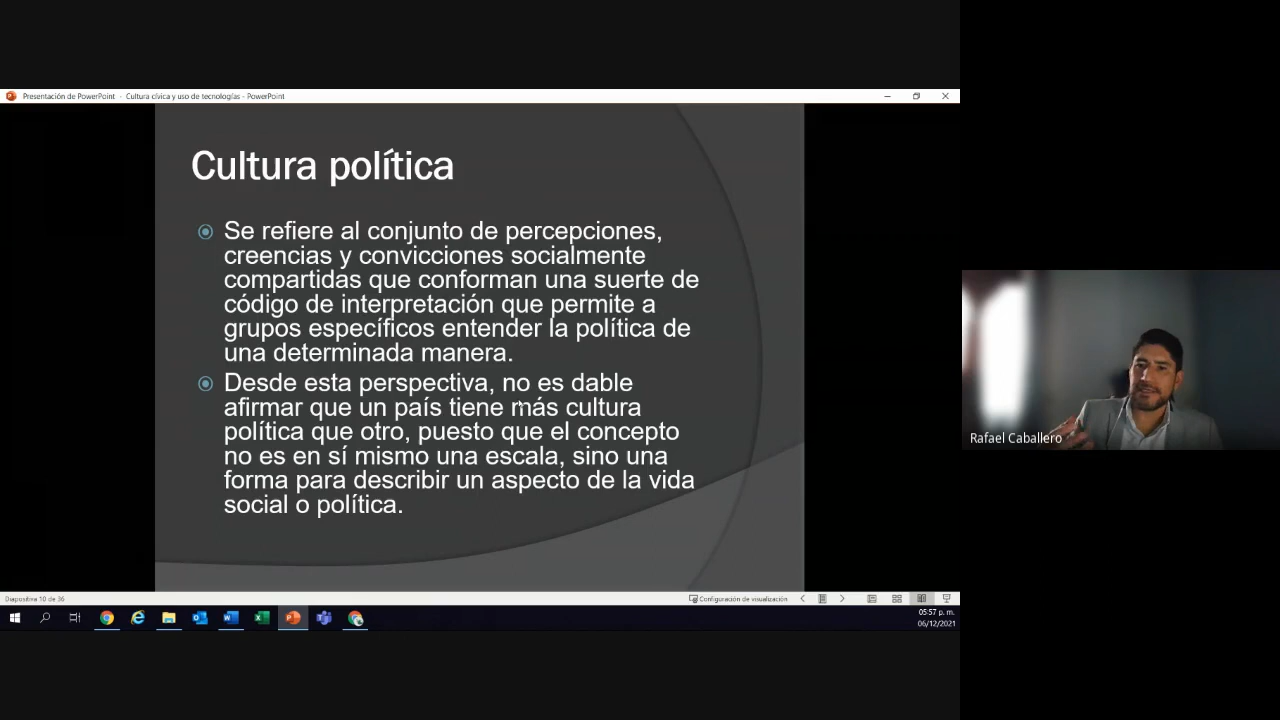 Presentación de PowerPoint - Cultura cívica y uso de tecnologías - PowerPoint
Cultura política
Se refiere al conjunto de percepciones,
creencias y convicciones socialmente
compartidas que conforman una suerte de
código de interpretación que permite a
grupos específicos entender la política de
una determinada manera.
Desde esta perspectiva, no es dable
afirmar que un país tiene más cultura
política que otro, puesto que el concepto
no es en sí mismo una escala, sino una
forma para describir un aspecto de la vida
social o política.
Rafael Caballero
Diapositiva 10 de 36
Configuración de visualización
05:57 p. m.
06/12/2021